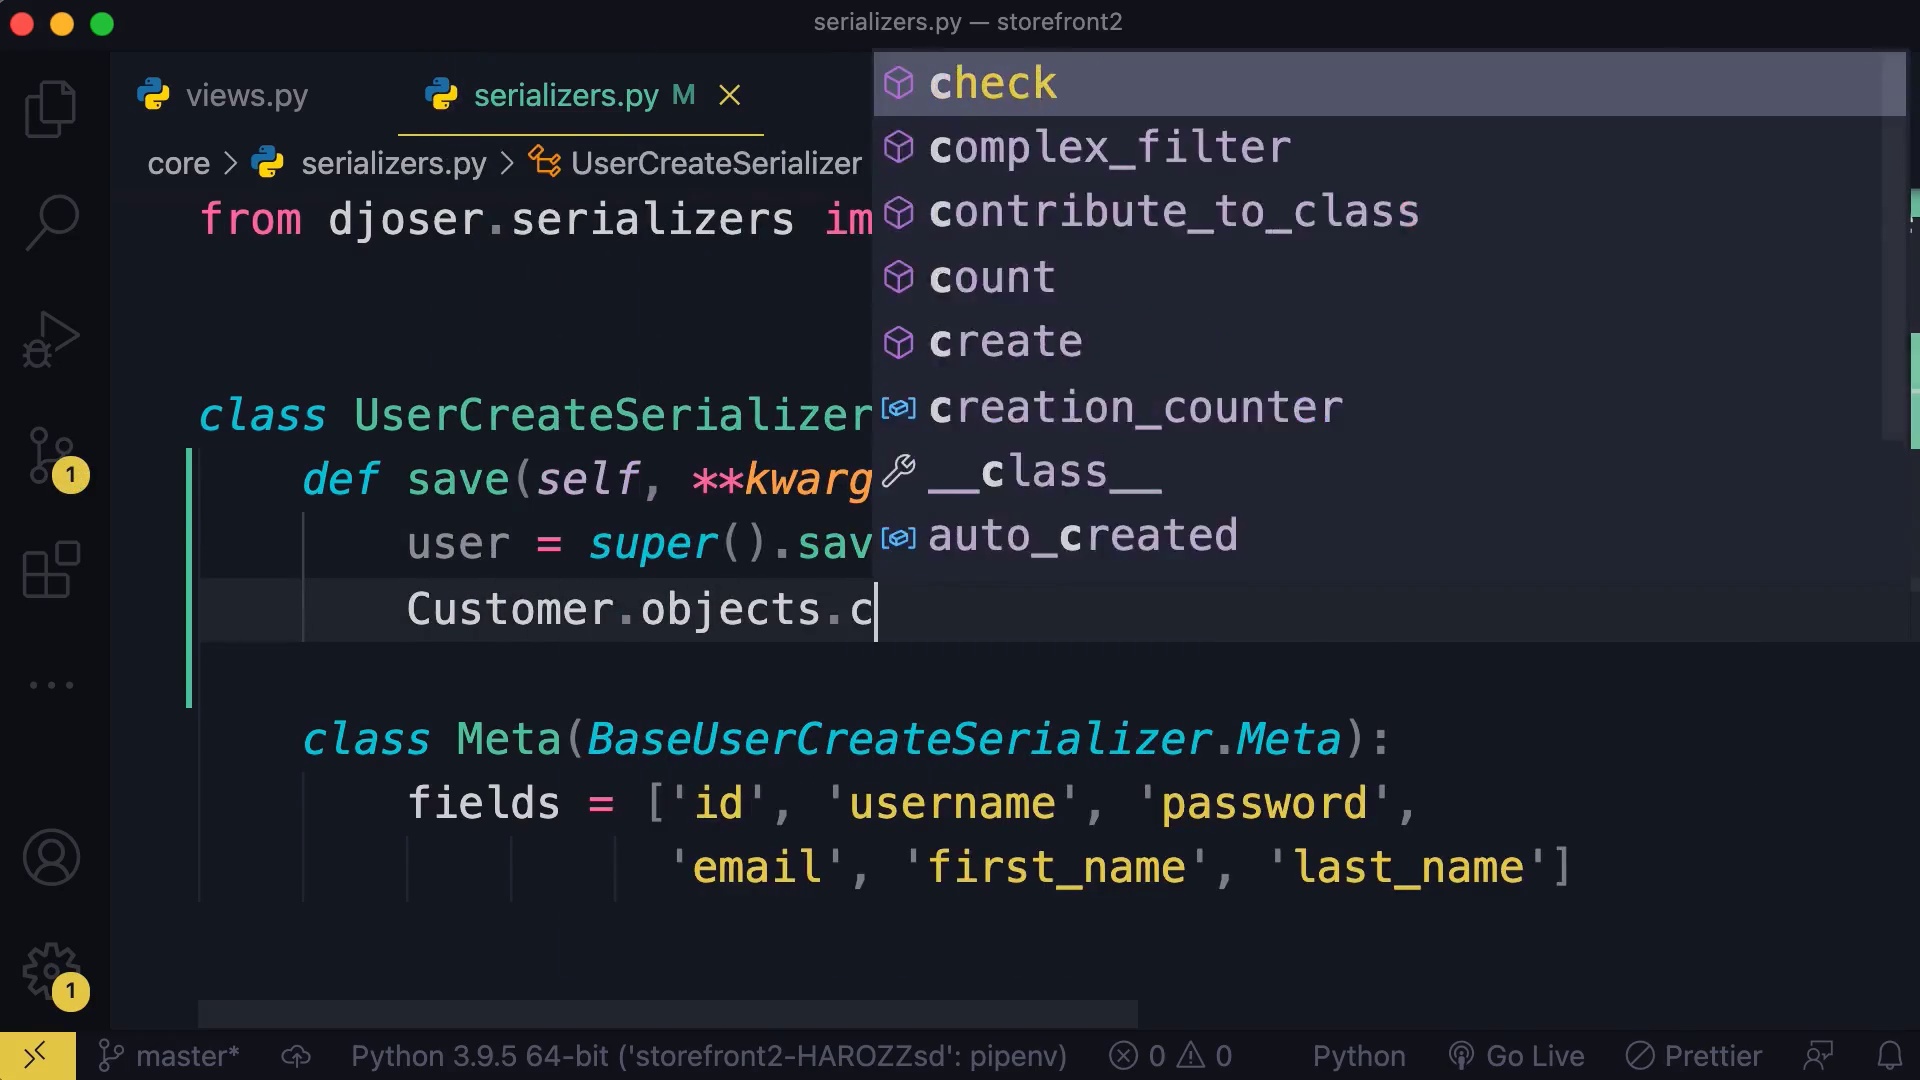 serializers.py — storefront2
views.py
serializers.py M
core > serializers.py > UserCreateSerializer
from djoser.serializers im
class UserCreateSerializer
def save(self, **kwarg
user = super().sav
Customer.objects.c
check
complex_filter
contribute_to_class
count
create
creation_counter
__class__
auto_created
class Meta(BaseUserCreateSerializer.Meta):
fields = ['id', 'username', 'password',
'email', 'first_name', 'last_name']
1
1
master* Python 3.9.5 64-bit ('storefront2-HAROZZsd': pipenv) 0 0 Python Go Live Prettier